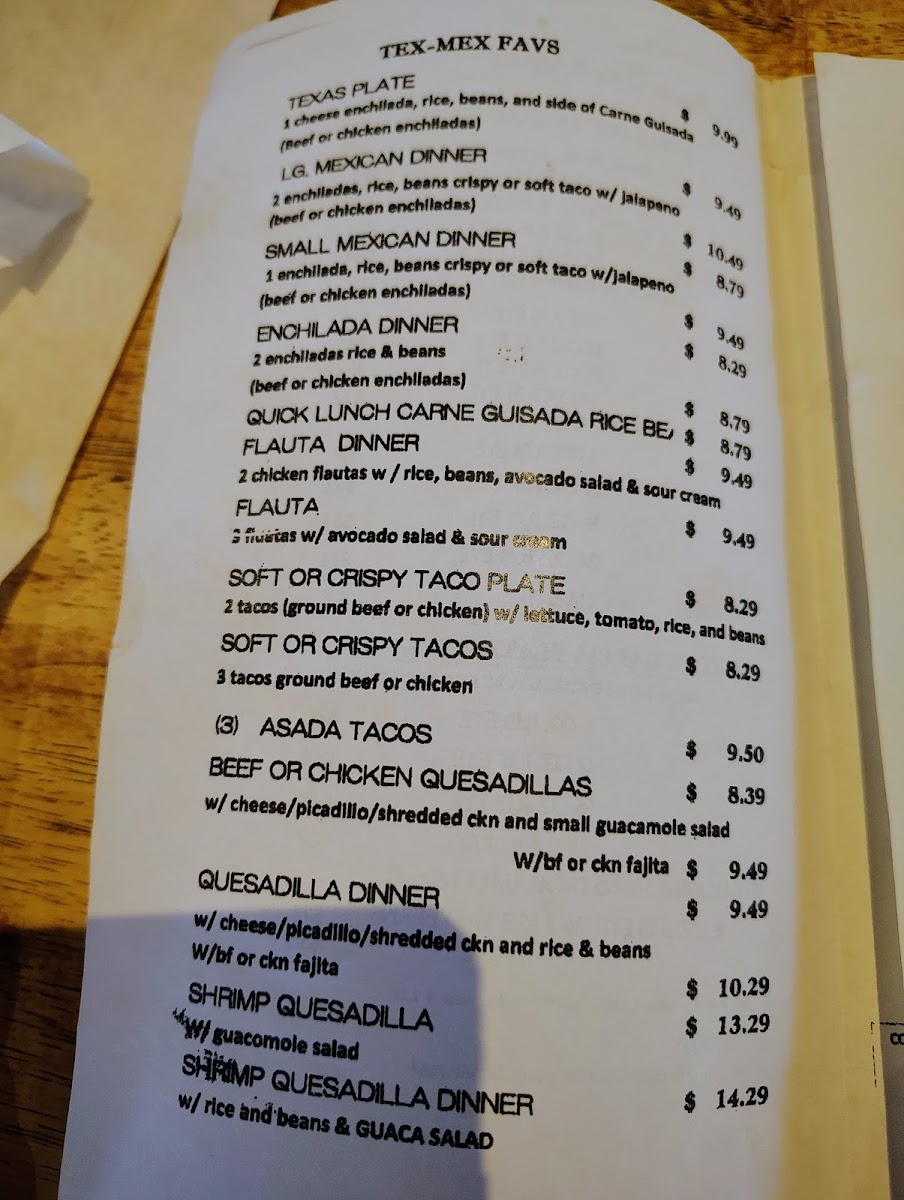 TEX-MEX FAVS
TEXAS PLATE $ 9.99
1 cheese enchilada, rice, beans, and side of Carne Guisada
(Beef or chicken enchiladas)
LG. MEXICAN DINNER $ 9.49
2 enchiladas, rice, beans crispy or soft taco w/ jalapeno
(beef or chicken enchiladas) $ 10.49
SMALL MEXICAN DINNER $ 8.79
1 enchilada, rice, beans crispy or soft taco w/jalapeno
(beef or chicken enchiladas) $ 9.49
ENCHILADA DINNER $ 8.29
2 enchiladas rice & beans
(beef or chicken enchiladas) $ 8.79
QUICK LUNCH CARNE GUISADA RICE BEA $ 8.79
FLAUTA DINNER $ 9.49
2 chicken flautas w / rice, beans, avocado salad & sour cream
FLAUTA $ 9.49
3 fluatas w/ avocado salad & sour cream
SOFT OR CRISPY TACO PLATE $ 8.29
2 tacos (ground beef or chicken) w/ lettuce, tomato, rice, and beans
SOFT OR CRISPY TACOS $ 8.29
3 tacos ground beef or chicken
(3) ASADA TACOS $ 9.50
BEEF OR CHICKEN QUESADILLAS $ 8.39
w/ cheese/picadillo/shredded ckn and small guacamole salad
W/bf or ckn fajita $ 9.49
QUESADILLA DINNER $ 9.49
w/ cheese/picadillo/shredded ckn and rice & beans
W/bf or ckn fajita $ 10.29
SHRIMP QUESADILLA $ 13.29
W/ guacomole salad
SHRIMP QUESADILLA DINNER $ 14.29
w/ rice and beans & GUACA SALAD